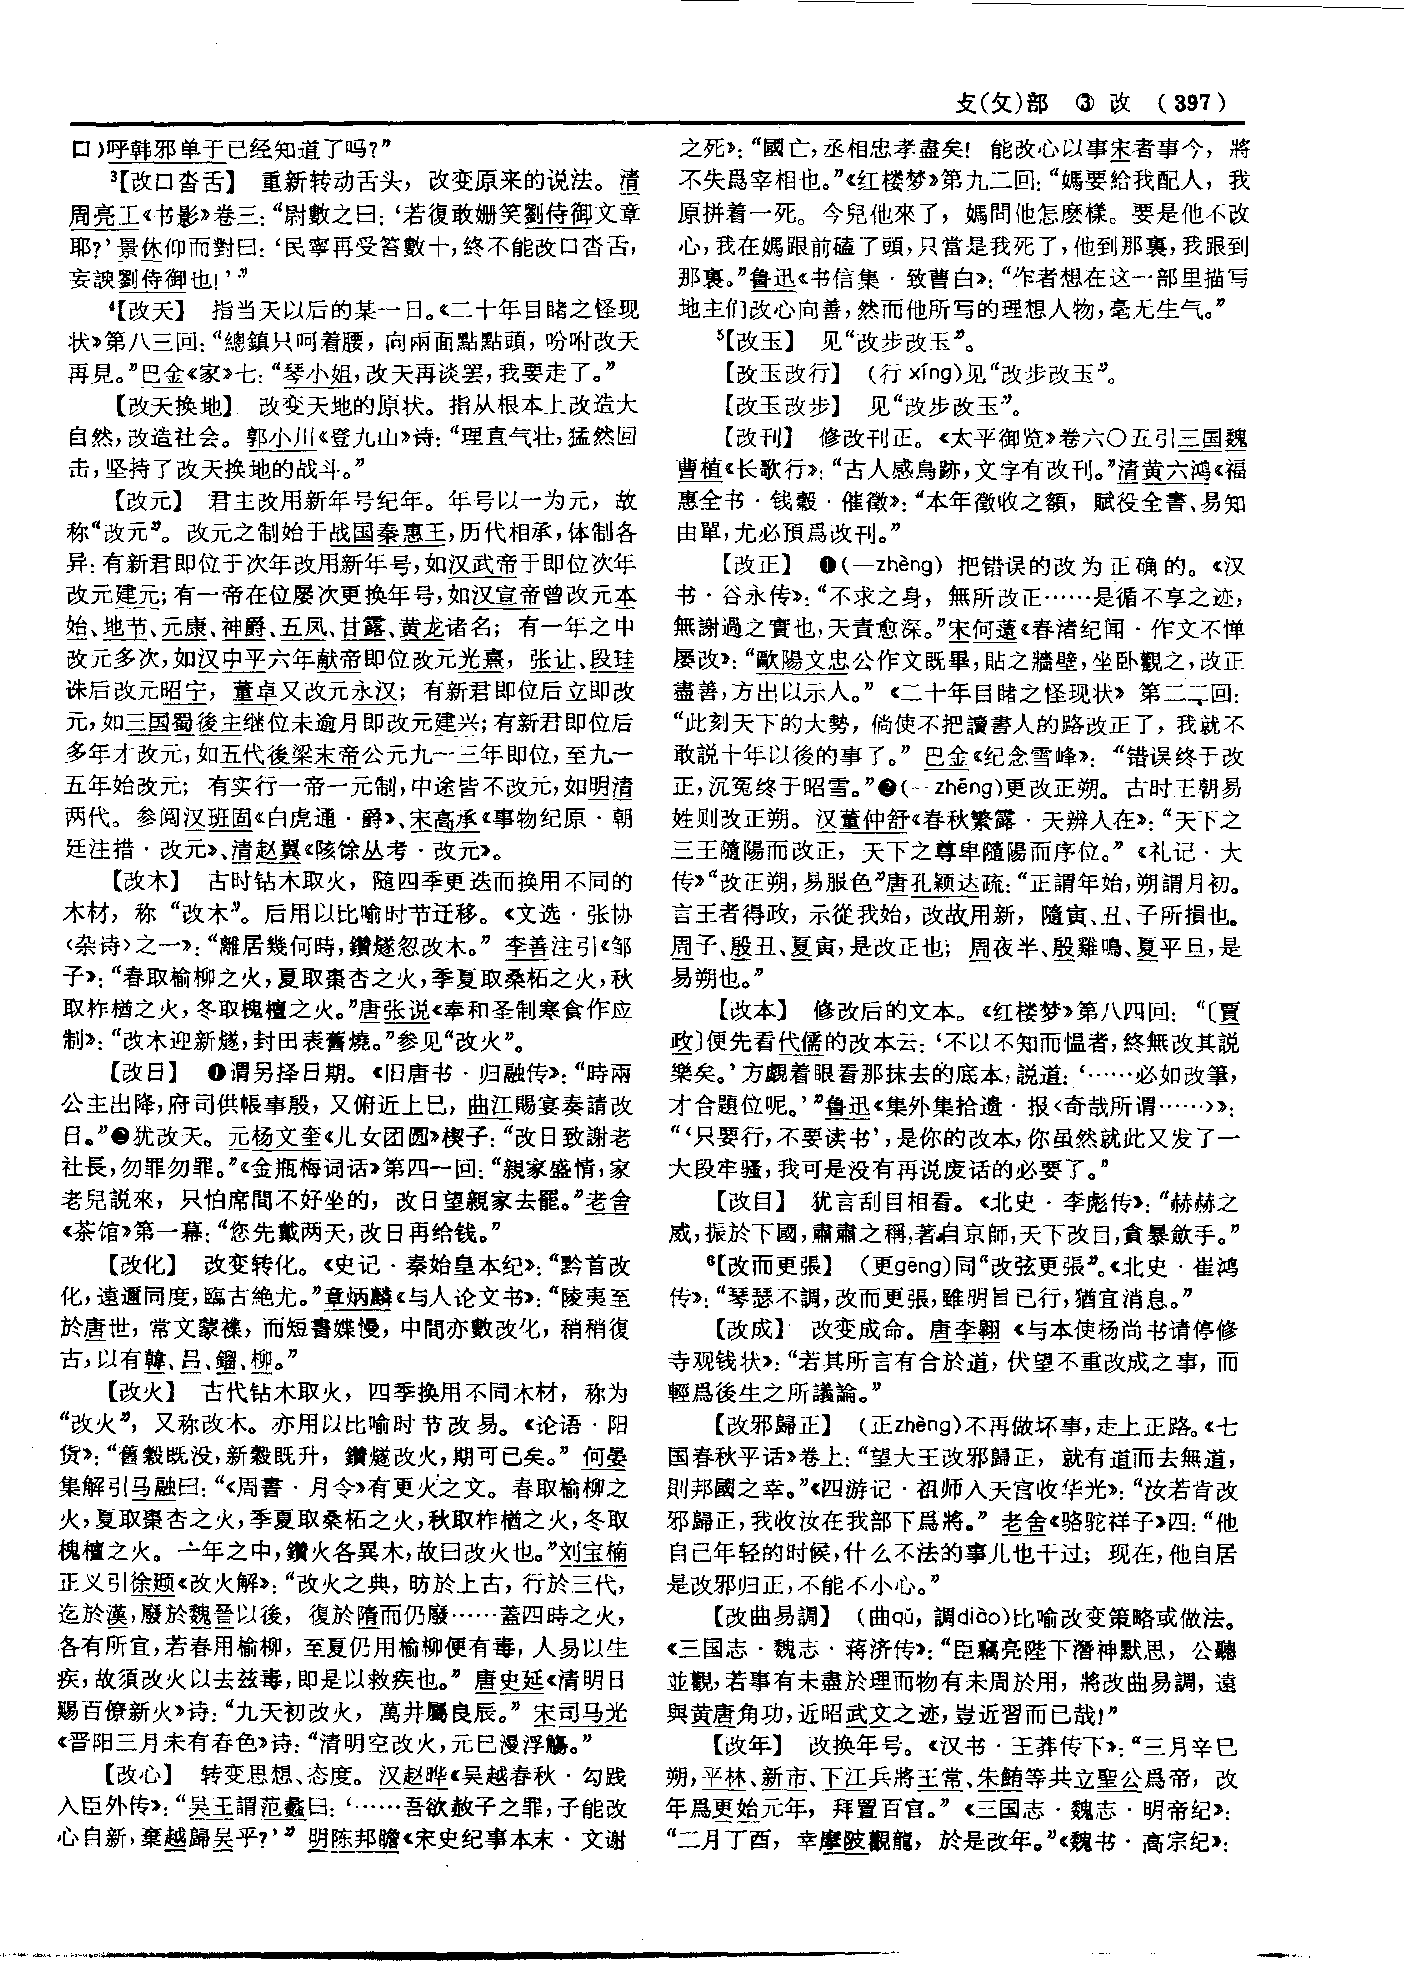 攴(攵)部 ③ 改 (397)
口)呼韩邪单于已经知道了吗?”
³【改口沓舌】 重新转动舌头，改变原来的说法。清
周亮工《书影》卷三：“尉數之曰：‘若復敢姗笑劉侍御文章
耶?’景休仰而對曰：‘民寧再受笞數十，終不能改口沓舌，
妄諛劉侍御也!’”
⁴【改天】 指当天以后的某一日。《二十年目睹之怪现
状》第八三回：“總鎮只呵着腰，向兩面點點頭，吩咐改天
再見。”巴金《家》七：“琴小姐，改天再谈罢，我要走了。”
【改天换地】 改变天地的原状。指从根本上改造大
自然，改造社会。郭小川《登九山》诗：“理直气壮，猛然回
击，坚持了改天换地的战斗。”
【改元】 君主改用新年号纪年。年号以一为元，故
称“改元”。改元之制始于战国秦惠王，历代相承，体制各
异：有新君即位于次年改用新年号，如汉武帝于即位次年
改元建元；有一帝在位屡次更换年号，如汉宣帝曾改元本
始、地节、元康、神爵、五凤、甘露、黄龙诸名；有一年之中
改元多次，如汉中平六年献帝即位改元光熹，张让、段珪
诛后改元昭宁，董卓又改元永汉；有新君即位后立即改
元，如三国蜀後主继位未逾月即改元建兴；有新君即位后
多年才改元，如五代後梁末帝公元九一三年即位，至九一
五年始改元；有实行一帝一元制，中途皆不改元，如明清
两代。参阅汉班固《白虎通·爵》、宋高承《事物纪原·朝
廷注措·改元》、清赵翼《陔馀丛考·改元》。
【改木】 古时钻木取火，随四季更迭而换用不同的
木材，称“改木”。后用以比喻时节迁移。《文选·张协
〈杂诗〉之一》：“離居幾何時，鑽燧忽改木。”李善注引《邹
子》：“春取榆柳之火，夏取棗杏之火，季夏取桑柘之火，秋
取柞楢之火，冬取槐檀之火。”唐张说《奉和圣制寒食作应
制》：“改木迎新燧，封田表舊燒。”参见“改火”。
【改日】 ❶谓另择日期。《旧唐书·归融传》：“時兩
公主出降，府司供帳事殷，又俯近上巳，曲江賜宴奏請改
日。”❷犹改天。元杨文奎《儿女团圆》楔子：“改日致謝老
社長，勿罪勿罪。”《金瓶梅词话》第四一回：“親家盛情，家
老兒説來，只怕席間不好坐的，改日望親家去罷。”老舍
《茶馆》第一幕：“您先戴两天，改日再给钱。”
【改化】 改变转化。《史记·秦始皇本纪》：“黔首改
化，遠邇同度，臨古絶尤。”章炳麟《与人论文书》：“陵夷至
於唐世，常文蒙襍，而短書媟慢，中間亦數改化，稍稍復
古，以有韓、吕、鎦、柳。”
【改火】 古代钻木取火，四季换用不同木材，称为
“改火”，又称改木。亦用以比喻时节改易。《论语·阳
货》：“舊穀既没，新穀既升，鑽燧改火，期可已矣。”何晏
集解引马融曰：“《周書·月令》有更火之文。春取榆柳之
火，夏取棗杏之火，季夏取桑柘之火，秋取柞楢之火，冬取
槐檀之火。一年之中，鑽火各異木，故曰改火也。”刘宝楠
正义引徐颋《改火解》：“改火之典，昉於上古，行於三代，
迄於漢，廢於魏晉以後，復於隋而仍廢……蓋四時之火，
各有所宜，若春用榆柳，至夏仍用榆柳便有毒，人易以生
疾，故須改火以去兹毒，即是以救疾也。”唐史延《清明日
赐百僚新火》诗：“九天初改火，萬井屬良辰。”宋司马光
《晋阳三月未有春色》诗：“清明空改火，元巳漫浮觴。”
【改心】 转变思想、态度。汉赵晔《吴越春秋·勾践
入臣外传》：“吴王謂范蠡曰：‘……吾欲赦子之罪，子能改
心自新，棄越歸吴乎?’”明陈邦瞻《宋史纪事本末·文谢
之死》：“國亡，丞相忠孝盡矣!能改心以事宋者事今，將
不失爲宰相也。”《红楼梦》第九二回：“媽要給我配人，我
原拼着一死。今兒他來了，媽問他怎麽樣。要是他不改
心，我在媽跟前磕了頭，只當是我死了，他到那裏，我跟到
那裏。”鲁迅《书信集·致曹白》：“作者想在这一部里描写
地主们改心向善，然而他所写的理想人物，毫无生气。”
⁵【改玉】 见“改步改玉”。
【改玉改行】 (行xíng)见“改步改玉”。
【改玉改步】 见“改步改玉”。
【改刊】 修改刊正。《太平御览》卷六〇五引三国魏
曹植《长歌行》：“古人感鳥跡，文字有改刊。”清黄六鸿《福
惠全书·钱穀·催徵》：“本年徵收之額，賦役全書、易知
由單，尤必預爲改刊。”
【改正】 ❶(—zhèng) 把错误的改为正确的。《汉
书·谷永传》：“不求之身，無所改正……是循不享之迹，
無謝過之實也，天責愈深。”宋何薳《春渚纪闻·作文不惮
屡改》：“歐陽文忠公作文既畢，貼之牆壁，坐卧觀之，改正
盡善，方出以示人。”《二十年目睹之怪现状》第二二回：
“此刻天下的大勢，倘使不把讀書人的路改正了，我就不
敢説十年以後的事了。”巴金《纪念雪峰》：“错误终于改
正，沉冤终于昭雪。”❷(—zhēng)更改正朔。古时王朝易
姓则改正朔。汉董仲舒《春秋繁露·天辨人在》：“天下之
三王隨陽而改正，天下之尊卑隨陽而序位。”《礼记·大
传》“改正朔，易服色”唐孔颖达疏：“正謂年始，朔謂月初。
言王者得政，示從我始，改故用新，隨寅、丑、子所損也。
周子、殷丑、夏寅，是改正也；周夜半、殷雞鳴、夏平旦，是
易朔也。”
【改本】 修改后的文本。《红楼梦》第八四回：“〔賈
政〕便先看代儒的改本云：‘不以不知而愠者，終無改其説
樂矣。’方覷着眼看那抹去的底本，説道：‘……必如改筆，
才合題位呢。’”鲁迅《集外集拾遗·报〈奇哉所谓……〉》：
“‘只要行，不要读书’，是你的改本，你虽然就此又发了一
大段牢骚，我可是没有再说废话的必要了。”
【改目】 犹言刮目相看。《北史·李彪传》：“赫赫之
威，振於下國，肅肅之稱，著自京師，天下改目，貪暴斂手。”
⁶【改而更張】 (更gēng)同“改弦更張”。《北史·崔鸿
传》：“琴瑟不調，改而更張，雖明旨已行，猶宜消息。”
【改成】 改变成命。唐李翱《与本使杨尚书请停修
寺观钱状》：“若其所言有合於道，伏望不重改成之事，而
輕爲後生之所議論。”
【改邪歸正】 (正zhèng)不再做坏事，走上正路。《七
国春秋平话》卷上：“望大王改邪歸正，就有道而去無道，
則邦國之幸。”《四游记·祖师入天宫收华光》：“汝若肯改
邪歸正，我收汝在我部下爲將。”老舍《骆驼祥子》四：“他
自己年轻的时候，什么不法的事儿也干过；现在，他自居
是改邪归正，不能不小心。”
【改曲易調】 (曲qǔ，調diào)比喻改变策略或做法。
《三国志·魏志·蒋济传》：“臣竊亮陛下潛神默思，公聽
並觀，若事有未盡於理而物有未周於用，將改曲易調，遠
與黄唐角功，近昭武文之迹，豈近習而已哉!”
【改年】 改换年号。《汉书·王莽传下》：“三月辛巳
朔，平林、新市、下江兵將王常、朱鮪等共立聖公爲帝，改
年爲更始元年，拜置百官。”《三国志·魏志·明帝纪》：
“二月丁酉，幸摩陂觀龍，於是改年。”《魏书·高宗纪》：